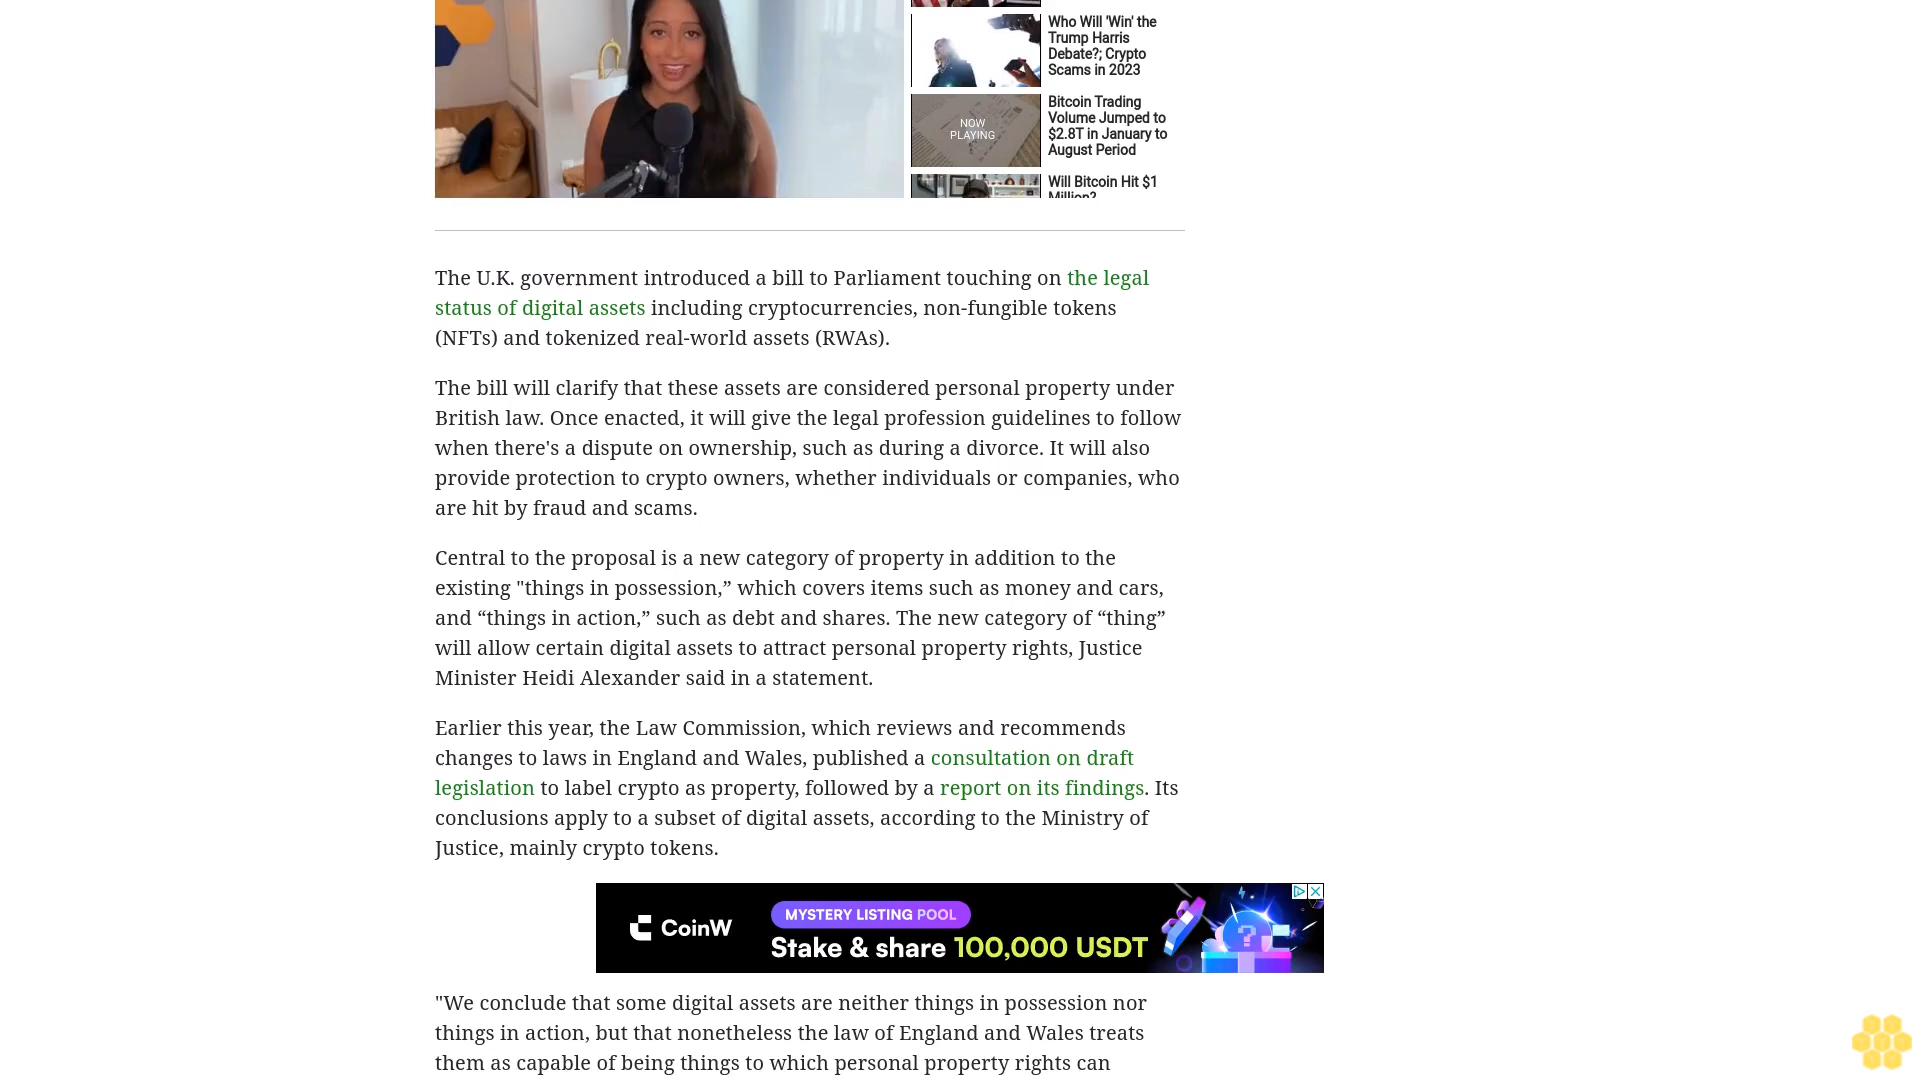 Who Will 'Win' the
Trump Harris
Debate?; Crypto
Scams in 2023
NOW
PLAYING
Bitcoin Trading
Volume Jumped to
$2.8T in January to
August Period
Will Bitcoin Hit $1
Million?
The U.K. government introduced a bill to Parliament touching on the legal
status of digital assets including cryptocurrencies, non-fungible tokens
(NFTs) and tokenized real-world assets (RWAs).
The bill will clarify that these assets are considered personal property under
British law. Once enacted, it will give the legal profession guidelines to follow
when there's a dispute on ownership, such as during a divorce. It will also
provide protection to crypto owners, whether individuals or companies, who
are hit by fraud and scams.
Central to the proposal is a new category of property in addition to the
existing "things in possession,” which covers items such as money and cars,
and “things in action,” such as debt and shares. The new category of “thing”
will allow certain digital assets to attract personal property rights, Justice
Minister Heidi Alexander said in a statement.
Earlier this year, the Law Commission, which reviews and recommends
changes to laws in England and Wales, published a consultation on draft
legislation to label crypto as property, followed by a report on its findings. Its
conclusions apply to a subset of digital assets, according to the Ministry of
Justice, mainly crypto tokens.
CoinW
MYSTERY LISTING POOL
Stake & share 100,000 USDT
"We conclude that some digital assets are neither things in possession nor
things in action, but that nonetheless the law of England and Wales treats
them as capable of being things to which personal property rights can